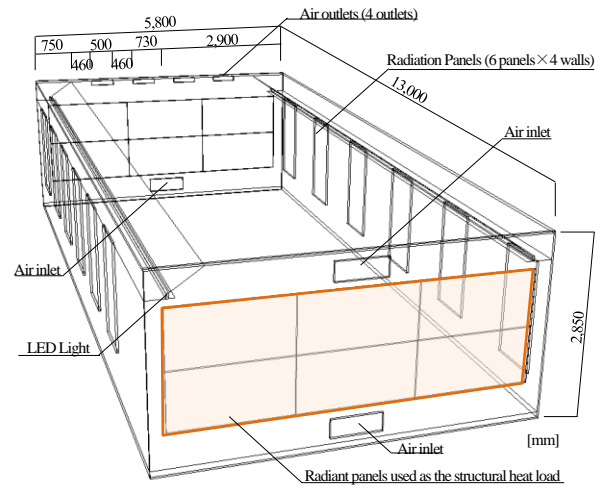 5,800
Air outlets (4 outlets)
750 500 730 2,900
460 460
Radiation Panels (6 panels×4 walls)
13,000
Air inlet
Air inlet
LED Light
2,850
[mm]
Air inlet
Radiant panels used as the structural heat load